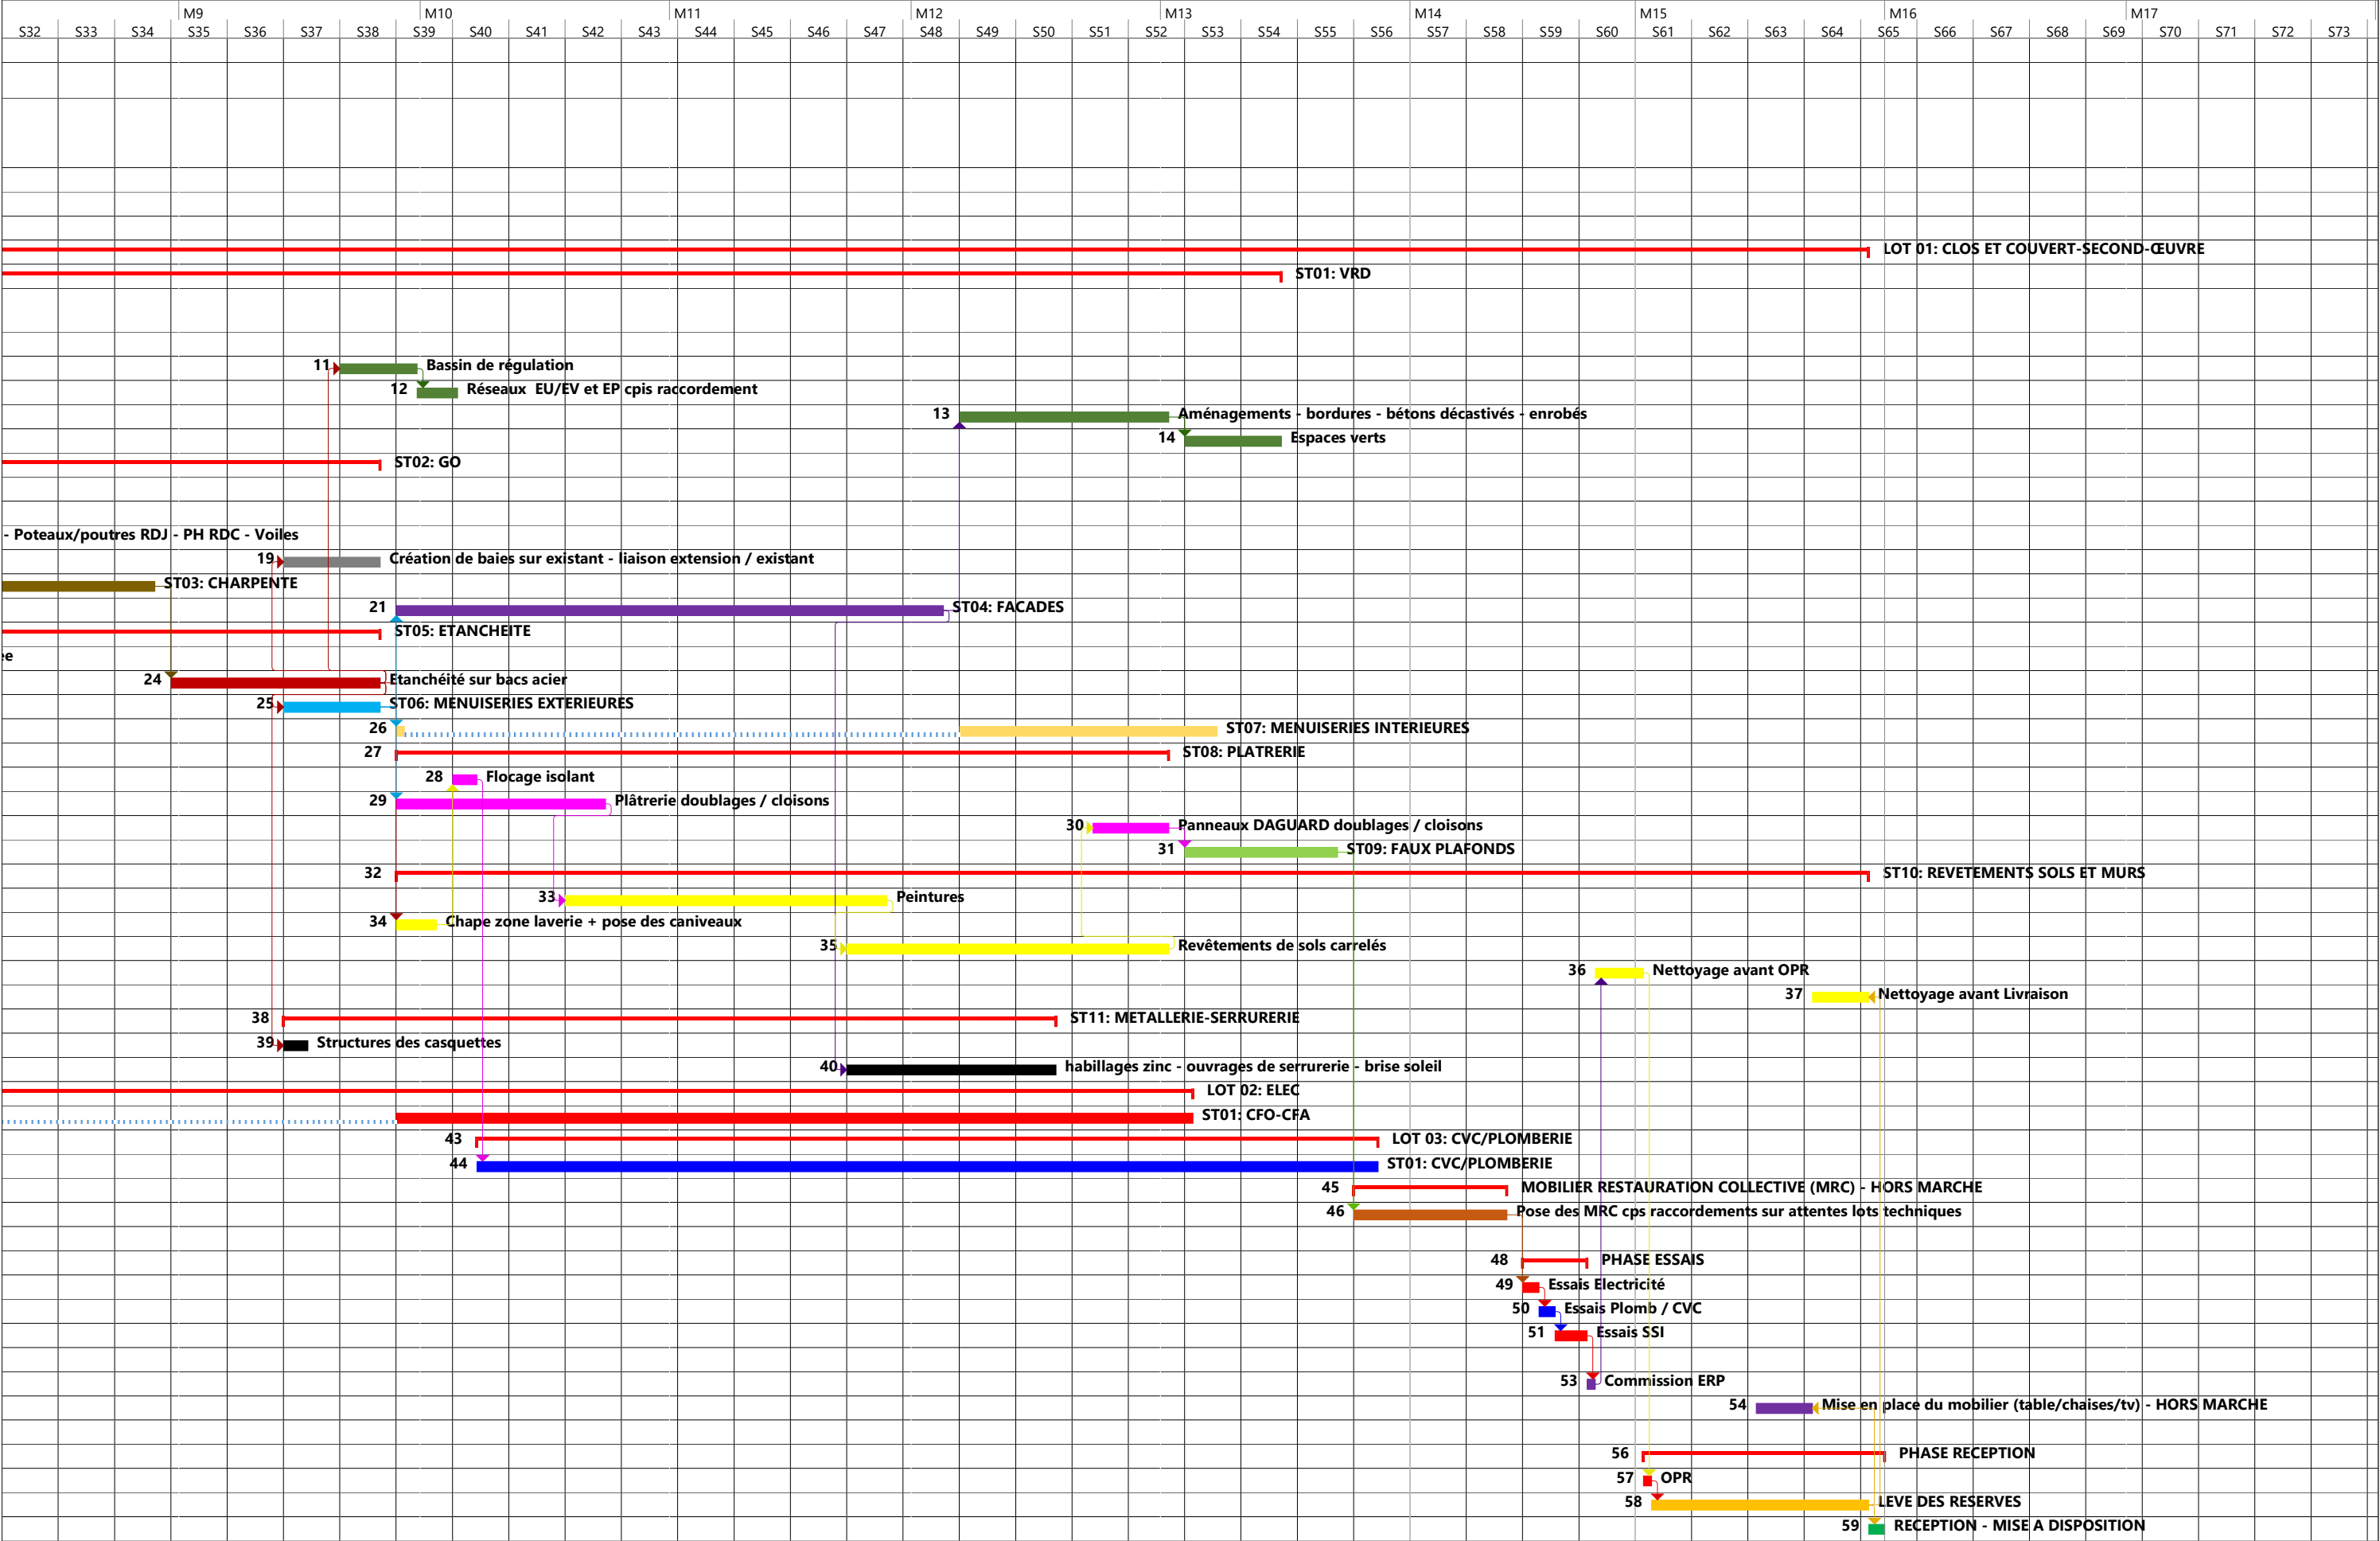 M9 M10 M11 M12 M13 M14 M15 M16 M17
S32 S33 S34 S35 S36 S37 S38 S39 S40 S41 S42 S43 S44 S45 S46 S47 S48 S49 S50 S51 S52 S53 S54 S55 S56 S57 S58 S59 S60 S61 S62 S63 S64 S65 S66 S67 S68 S69 S70 S71 S72 S73
LOT 01: CLOS ET COUVERT-SECOND-ŒUVRE
ST01: VRD
11 Bassin de régulation
12 Réseaux  EU/EV et EP cpis raccordement
13 Aménagements - bordures - bétons décastivés - enrobés
14 Espaces verts
ST02: GO
- Poteaux/poutres RDJ - PH RDC - Voiles
19 Création de baies sur existant - liaison extension / existant
ST03: CHARPENTE
21 ST04: FACADES
ST05: ETANCHEITE
24 Etanchéité sur bacs acier
25 ST06: MENUISERIES EXTERIEURES
26 ST07: MENUISERIES INTERIEURES
27 ST08: PLATRERIE
28 Flocage isolant
29 Plâtrerie doublages / cloisons
30 Panneaux DAGUARD doublages / cloisons
31 ST09: FAUX PLAFONDS
32 ST10: REVETEMENTS SOLS ET MURS
33 Peintures
34 Chape zone laverie + pose des caniveaux
35 Revêtements de sols carrelés
36 Nettoyage avant OPR
37 Nettoyage avant Livraison
38 ST11: METALLERIE-SERRURERIE
39 Structures des casquettes
40 habillages zinc - ouvrages de serrurerie - brise soleil
LOT 02: ELEC
ST01: CFO-CFA
43 LOT 03: CVC/PLOMBERIE
44 ST01: CVC/PLOMBERIE
45 MOBILIER RESTAURATION COLLECTIVE (MRC) - HORS MARCHE
46 Pose des MRC cps raccordements sur attentes lots techniques
48 PHASE ESSAIS
49 Essais Electricité
50 Essais Plomb / CVC
51 Essais SSI
53 Commission ERP
54 Mise en place du mobilier (table/chaises/tv) - HORS MARCHE
56 PHASE RECEPTION
57 OPR
58 LEVE DES RESERVES
59 RECEPTION - MISE A DISPOSITION